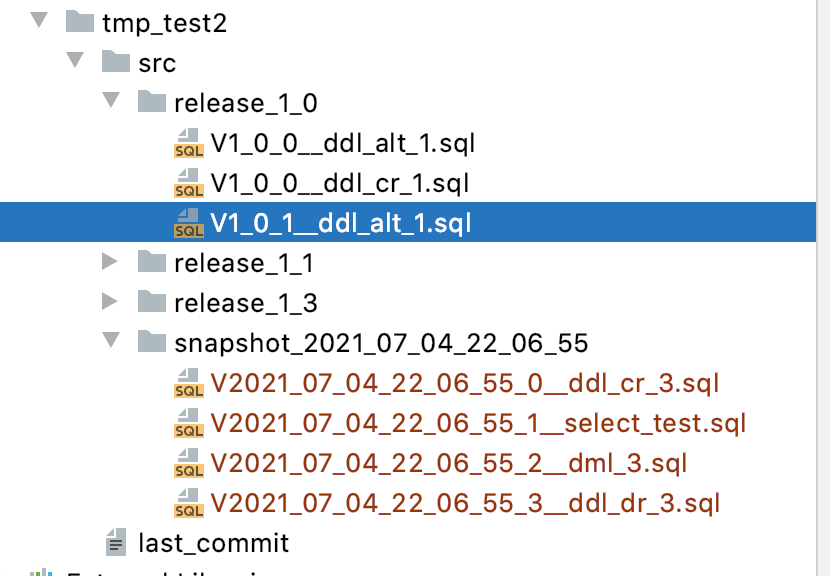 tmp_test2
src
release_1_0
SQL V1_0_0__ddl_alt_1.sql
SQL V1_0_0__ddl_cr_1.sql
SQL V1_0_1__ddl_alt_1.sql
release_1_1
release_1_3
snapshot_2021_07_04_22_06_55
SQL V2021_07_04_22_06_55_0__ddl_cr_3.sql
SQL V2021_07_04_22_06_55_1__select_test.sql
SQL V2021_07_04_22_06_55_2__dml_3.sql
SQL V2021_07_04_22_06_55_3__ddl_dr_3.sql
last_commit